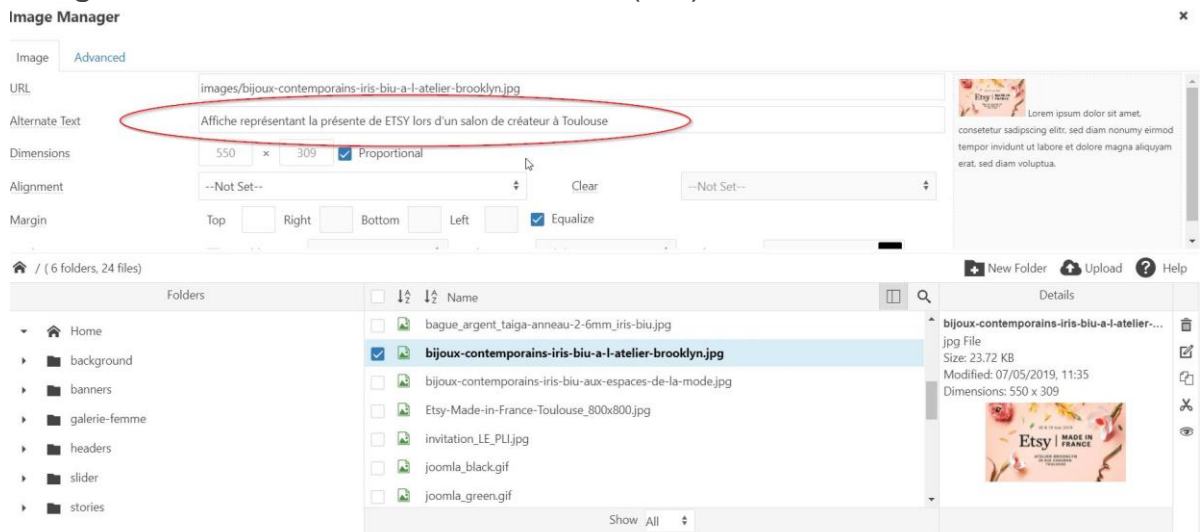 Image Manager
×
Image Advanced
URL images/bijoux-contemporains-iris-biu-a-l-atelier-brooklyn.jpg
Alternate Text Affiche représentant la présente de ETSY lors d'un salon de créateur à Toulouse
Dimensions 550 × 309 Proportional
Alignment --Not Set-- Clear --Not Set--
Margin Top Right Bottom Left Equalize
Lorem ipsum dolor sit amet,
consetetur sadipscing elitr, sed diam nonumy eirmod
tempor invidunt ut labore et dolore magna aliquyam
erat, sed diam voluptua.
/ ( 6 folders, 24 files) New Folder Upload Help
Folders Name Details
Home
background
banners
galerie-femme
headers
slider
stories
bague_argent_taiga-anneau-2-6mm_iris-biu.jpg
bijoux-contemporains-iris-biu-a-l-atelier-brooklyn.jpg
bijoux-contemporains-iris-biu-aux-espaces-de-la-mode.jpg
Etsy-Made-in-France-Toulouse_800x800.jpg
invitation_LE_PLI.jpg
joomla_black.gif
joomla_green.gif
Show All
bijoux-contemporains-iris-biu-a-l-atelier-...
jpg File
Size: 23.72 KB
Modified: 07/05/2019, 11:35
Dimensions: 550 x 309
Etsy MADE IN
FRANCE